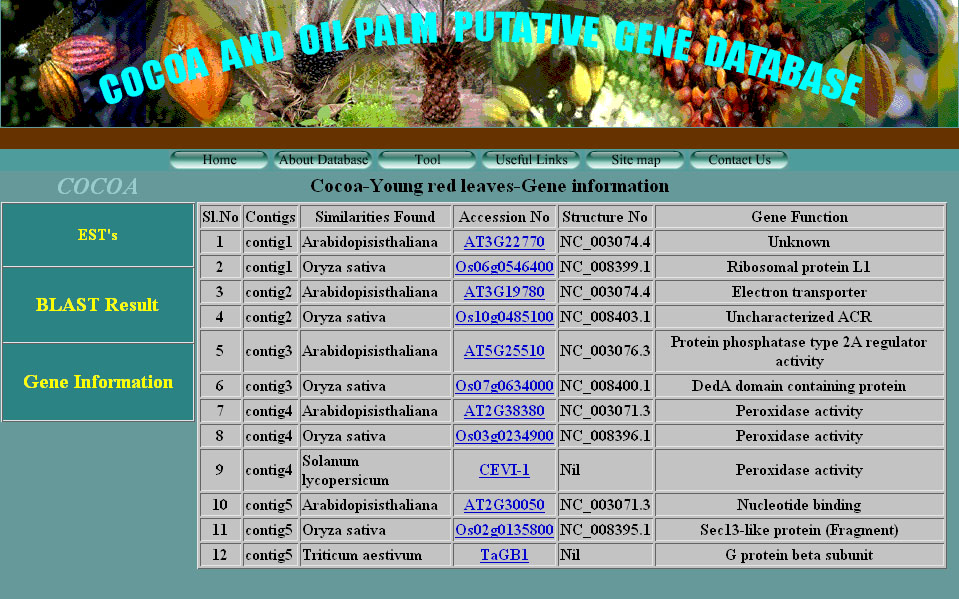 COCOA AND OIL PALM PUTATIVE GENE DATABASE
Home About Database Tool Useful Links Site map Contact Us
COCOA
EST's
BLAST Result
Gene Information
Cocoa-Young red leaves-Gene information
Sl.No Contigs Similarities Found Accession No Structure No Gene Function
1 contig1 Arabidopisisthaliana AT3G22770 NC_003074.4 Unknown
2 contig1 Oryza sativa Os06g0546400 NC_008399.1 Ribosomal protein L1
3 contig2 Arabidopisisthaliana AT3G19780 NC_003074.4 Electron transporter
4 contig2 Oryza sativa Os10g0485100 NC_008403.1 Uncharacterized ACR
5 contig3 Arabidopisisthaliana AT5G25510 NC_003076.3 Protein phosphatase type 2A regulator
activity
6 contig3 Oryza sativa Os07g0634000 NC_008400.1 DedA domain containing protein
7 contig4 Arabidopisisthaliana AT2G38380 NC_003071.3 Peroxidase activity
8 contig4 Oryza sativa Os03g0234900 NC_008396.1 Peroxidase activity
9 contig4 Solanum
lycopersicum CEVI-1 Nil Peroxidase activity
10 contig5 Arabidopisisthaliana AT2G30050 NC_003071.3 Nucleotide binding
11 contig5 Oryza sativa Os02g0135800 NC_008395.1 Sec13-like protein (Fragment)
12 contig5 Triticum aestivum TaGB1 Nil G protein beta subunit